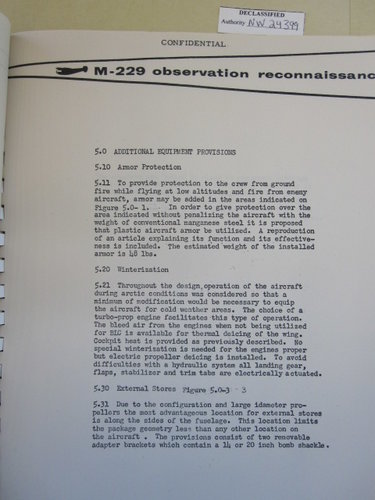 DECLASSIFIED
Authority NW 24399
CONFIDENTIAL
M-229 observation reconnaissanc
5.0 ADDITIONAL EQUIPMENT PROVISIONS
5.10 Armor Protection
5.11 To provide protection to the crew from ground
fire while flying at low altitudes and fire from enemy
aircraft, armor may be added in the areas indicated on
Figure 5.0-1. In order to give protection over the
area indicated without penalizing the aircraft with the
weight of conventional manganese steel it is proposed
that plastic aircraft armor be utilized. A reproduction
of an article explaining its function and its effective-
ness is included. The estimated weight of the installed
armor is 48 lbs.
5.20 Winterization
5.21 Throughout the design, operation of the aircraft
during arctic conditions was considered so that a
minimum of modification would be necessary to equip
the aircraft for cold weather areas. The choice of a
turbo-prop engine facilitates this type of operation.
The bleed air from the engines when not being utilized
for BLC is available for thermal deicing of the wing.
Cockpit heat is provided as previously described. No
special winterization is needed for the engines proper
but electric propeller deicing is installed. To avoid
difficulties with a hydraulic system all landing gear,
flaps, stabilizer and trim tabs are electrically actuated.
5.30 External Stores Figure 5.0-3 3
5.31 Due to the configuration and large idameter pro-
pellers the most advantageous location for external stores
is along the sides of the fuselage. This location limits
the package geometry less than any other location on
the aircraft . The provisions consist of two removable
adapter brackets which contain a 14 or 20 inch bomb shackle.